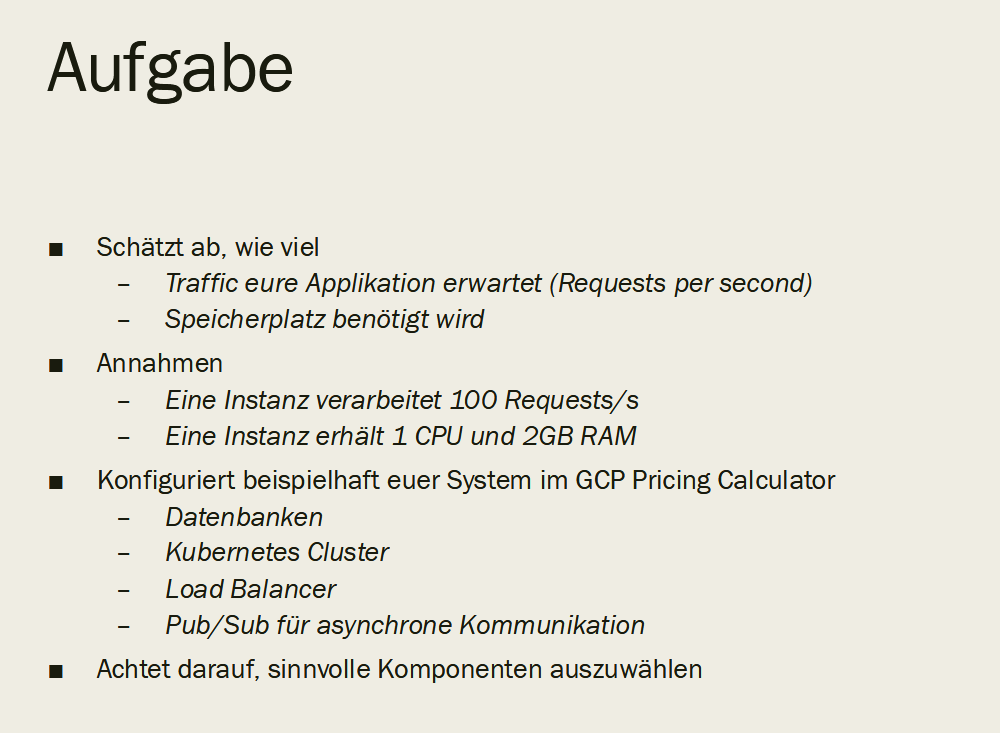 Aufgabe
■ Schätzt ab, wie viel
– Traffic eure Applikation erwartet (Requests per second)
– Speicherplatz benötigt wird
■ Annahmen
– Eine Instanz verarbeitet 100 Requests/s
– Eine Instanz erhält 1 CPU und 2GB RAM
■ Konfiguriert beispielhaft euer System im GCP Pricing Calculator
– Datenbanken
– Kubernetes Cluster
– Load Balancer
– Pub/Sub für asynchrone Kommunikation
■ Achtet darauf, sinnvolle Komponenten auszuwählen